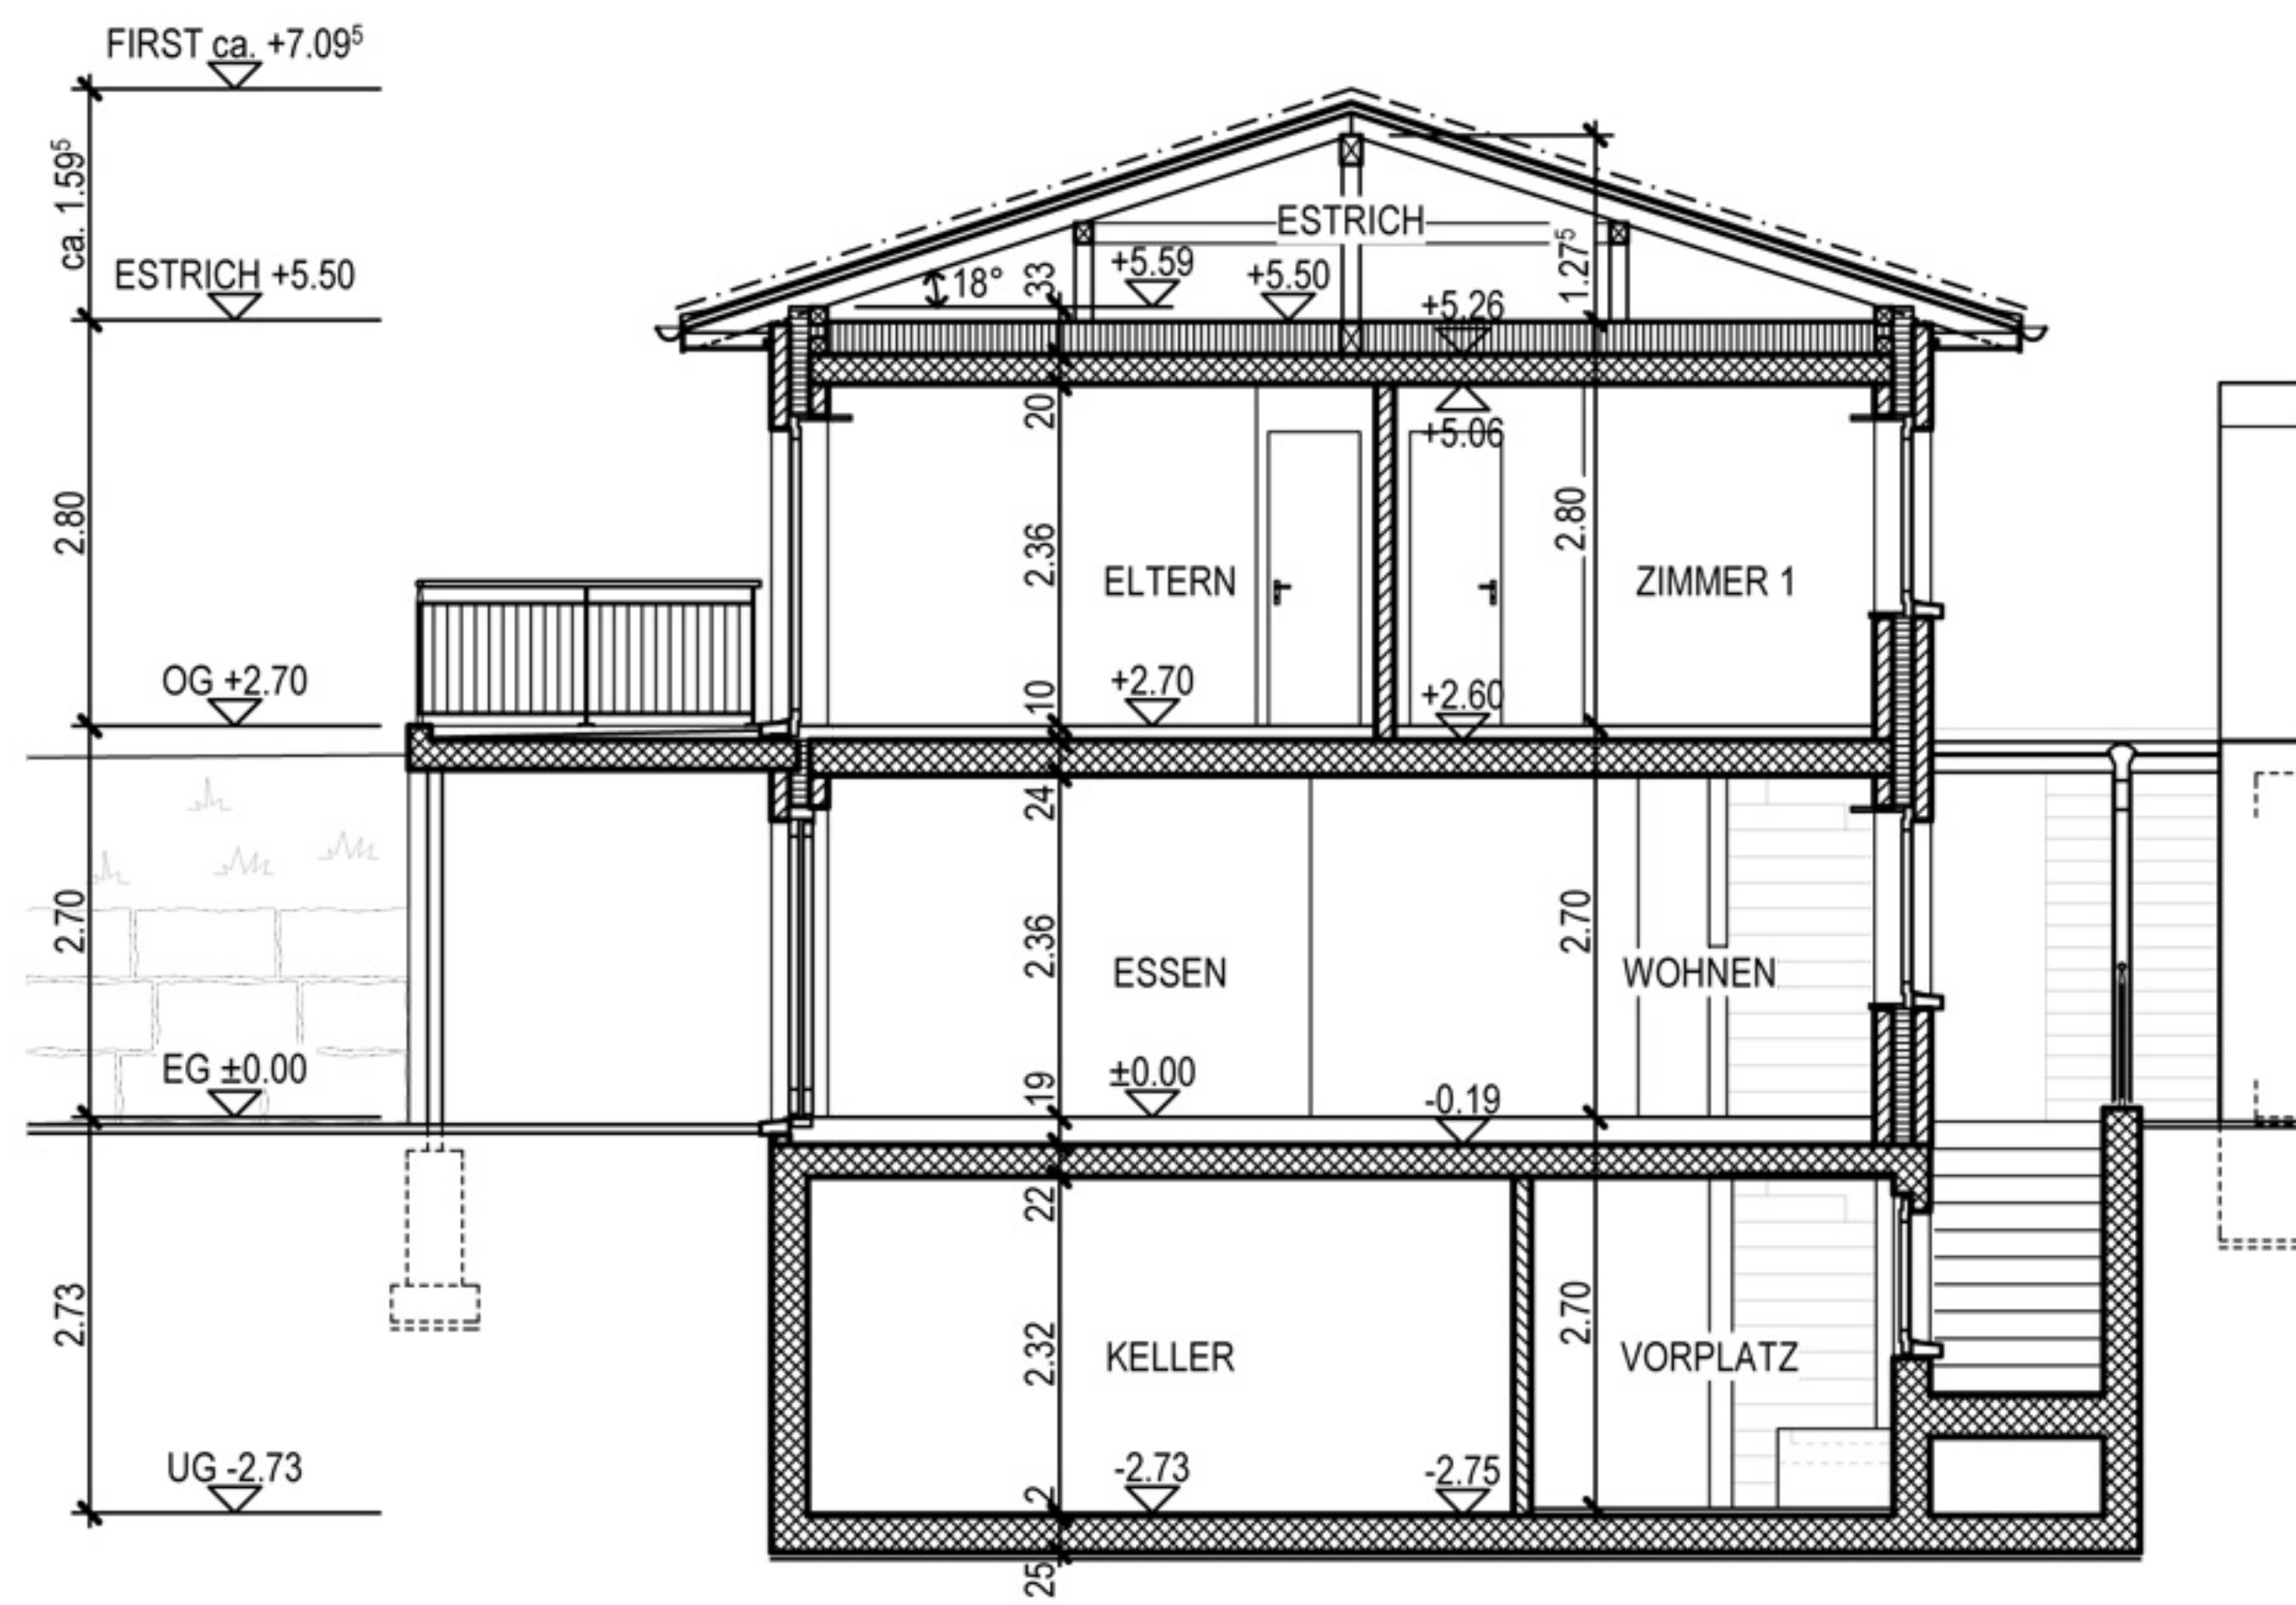 FIRST ca. +7.09⁵
ca. 1.59⁵
ESTRICH
1.27⁵
+5.59
+5.50
18°
33
ESTRICH +5.50
+5.26
20
+5.06
2.80
2.36
2.80
ELTERN
ZIMMER 1
OG +2.70
10
+2.70
+2.60
24
2.70
2.36
2.70
ESSEN
WOHNEN
EG ±0.00
19
±0.00
-0.19
22
2.73
2.32
2.70
KELLER
VORPLATZ
UG -2.73
2
-2.73
-2.75
25